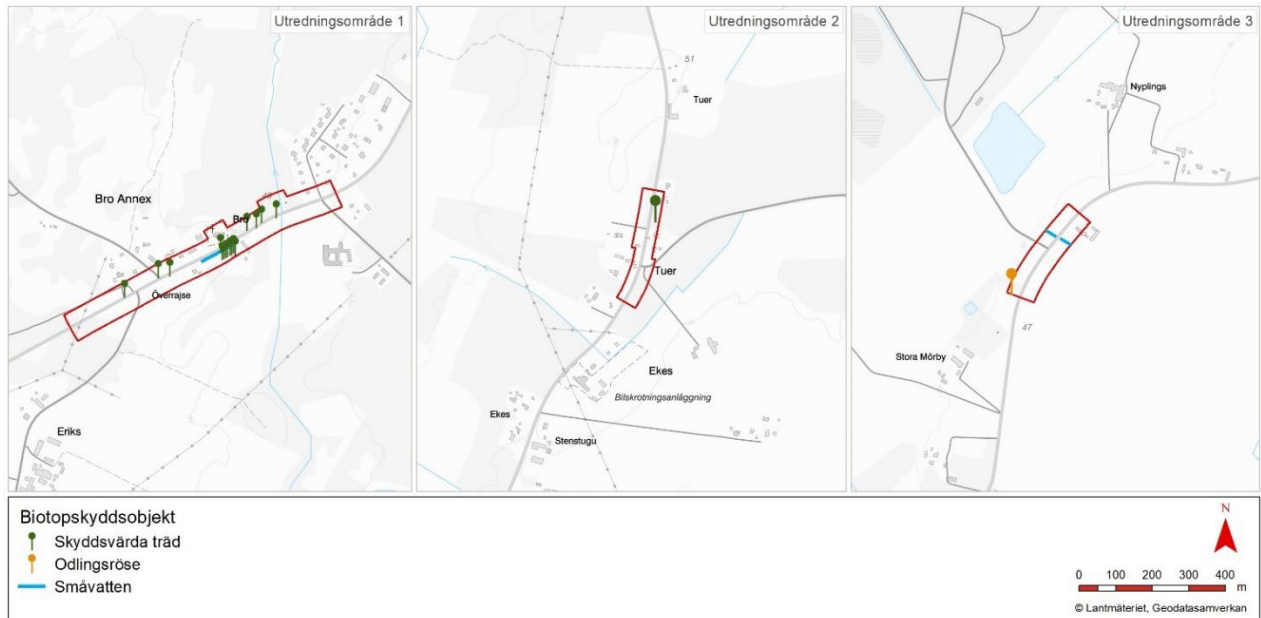 Utredningsområde 1
Bro Annex
49
Bro
Överrajse
Eriks
Utredningsområde 2
51
Tuer
Tuer
Ekes
Bilskrotningsanläggning
Ekes
Stenstugu
Utredningsområde 3
Nyplings
47
Stora Mörby
Biotopskyddsobjekt
Skyddsvärda träd
Odlingsröse
Småvatten
N
0 100 200 300 400
m
© Lantmäteriet, Geodatasamverkan